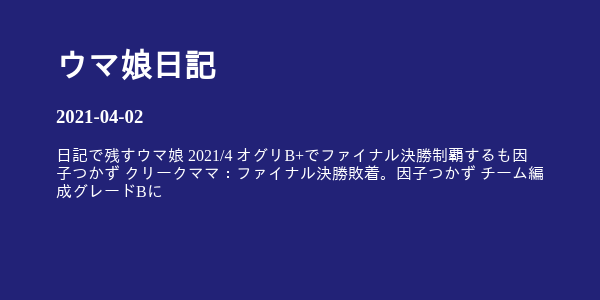 ウマ娘日記
2021-04-02
日記で残すウマ娘 2021/4 オグリB+でファイナル決勝制覇するも因
子つかず クリークママ：ファイナル決勝敗着。因子つかず チーム編
成グレードBに